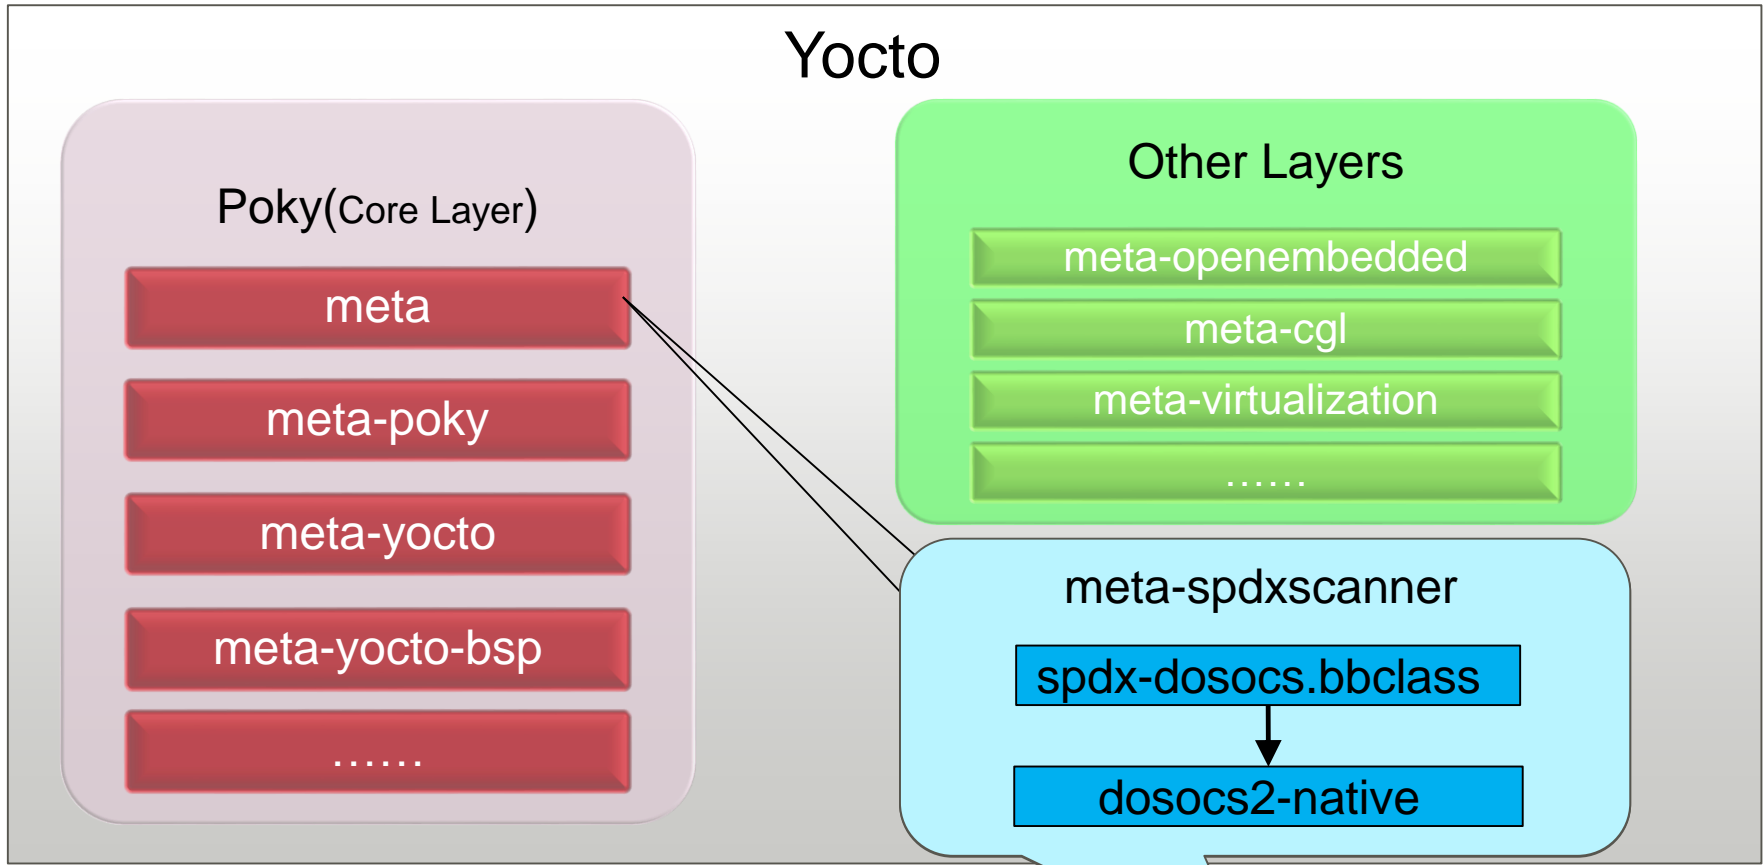 Yocto
Poky(Core Layer)
meta
meta-poky
meta-yocto
meta-yocto-bsp
......
Other Layers
meta-openembedded
meta-cgl
meta-virtualization
......
meta-spdxscanner
spdx-dosocs.bbclass
dosocs2-native